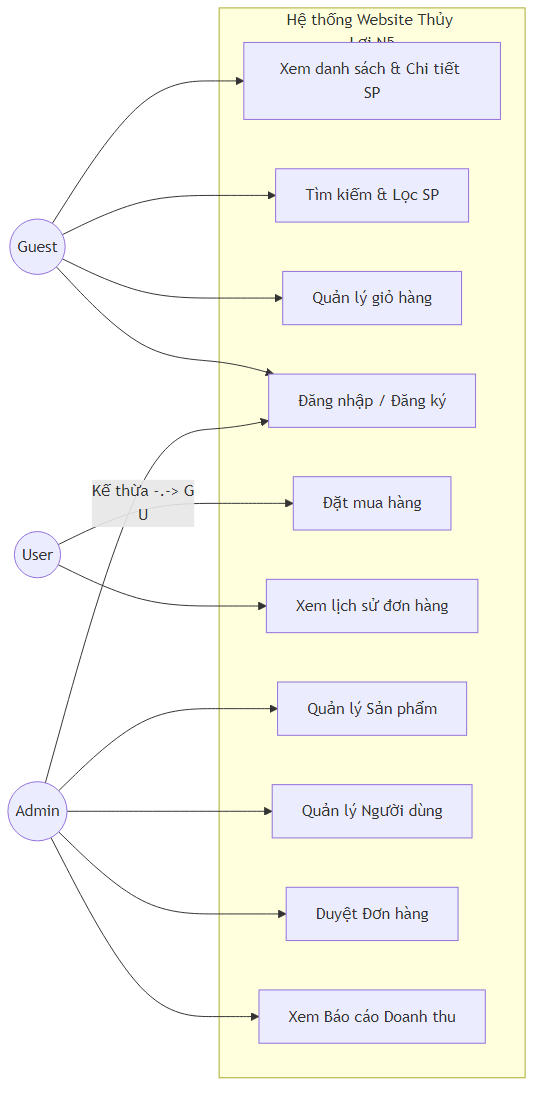 Hệ thống Website Thủy
Lợi N5
Xem danh sách & Chi tiết
SP
Tìm kiếm & Lọc SP
Guest
Quản lý giỏ hàng
Đăng nhập / Đăng ký
Kế thừa -.-> G
U
Đặt mua hàng
User
Xem lịch sử đơn hàng
Quản lý Sản phẩm
Admin
Quản lý Người dùng
Duyệt Đơn hàng
Xem Báo cáo Doanh thu